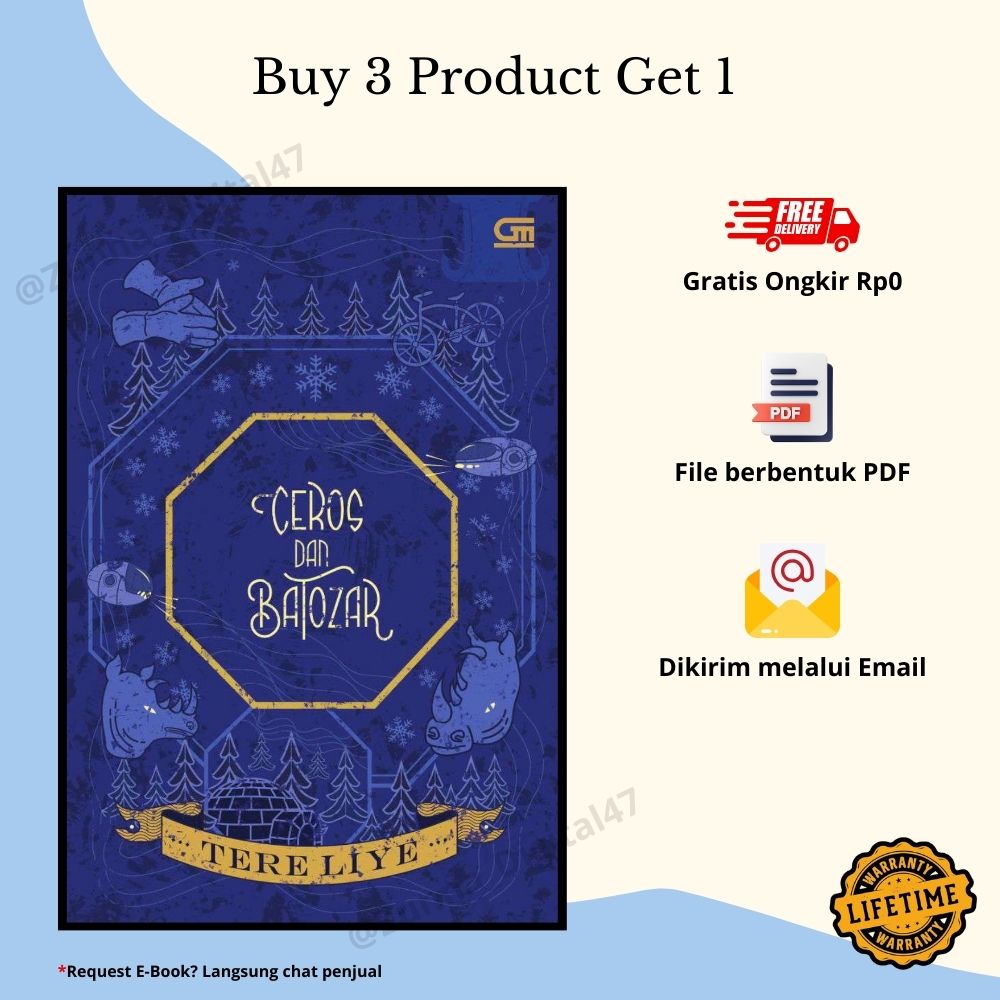 Buy 3 Product Get 1
FREE
DELIVERY
Gratis Ongkir Rp0
PDF
File berbentuk PDF
@
Dikirim melalui Email
Gm
CEROS
DAN
BATOZAR
TERE LIYE
WARRANTY
LIFETIME
WARRANTY
*Request E-Book? Langsung chat penjual